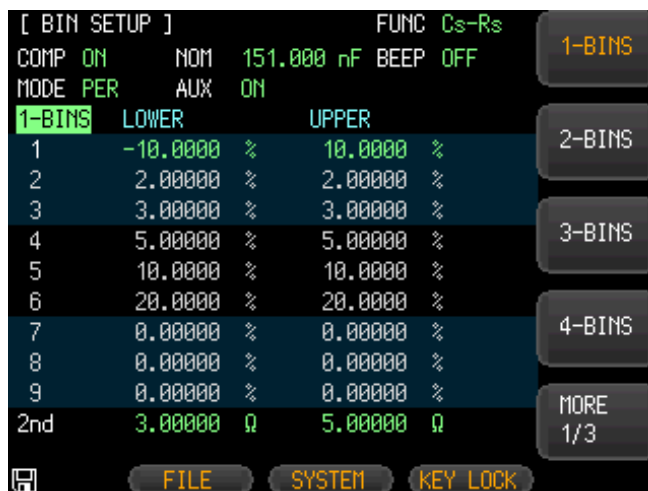 [ BIN SETUP ] FUNC Cs-Rs
COMP ON NOM 151.000 nF BEEP OFF
MODE PER AUX ON
1-BINS LOWER UPPER
1 -10.0000 % 10.0000 %
2 2.00000 % 2.00000 %
3 3.00000 % 3.00000 %
4 5.00000 % 5.00000 %
5 10.0000 % 10.0000 %
6 20.0000 % 20.0000 %
7 0.00000 % 0.00000 %
8 0.00000 % 0.00000 %
9 0.00000 % 0.00000 %
2nd 3.00000 Ω 5.00000 Ω
FILE SYSTEM KEY LOCK
1-BINS
2-BINS
3-BINS
4-BINS
MORE
1/3